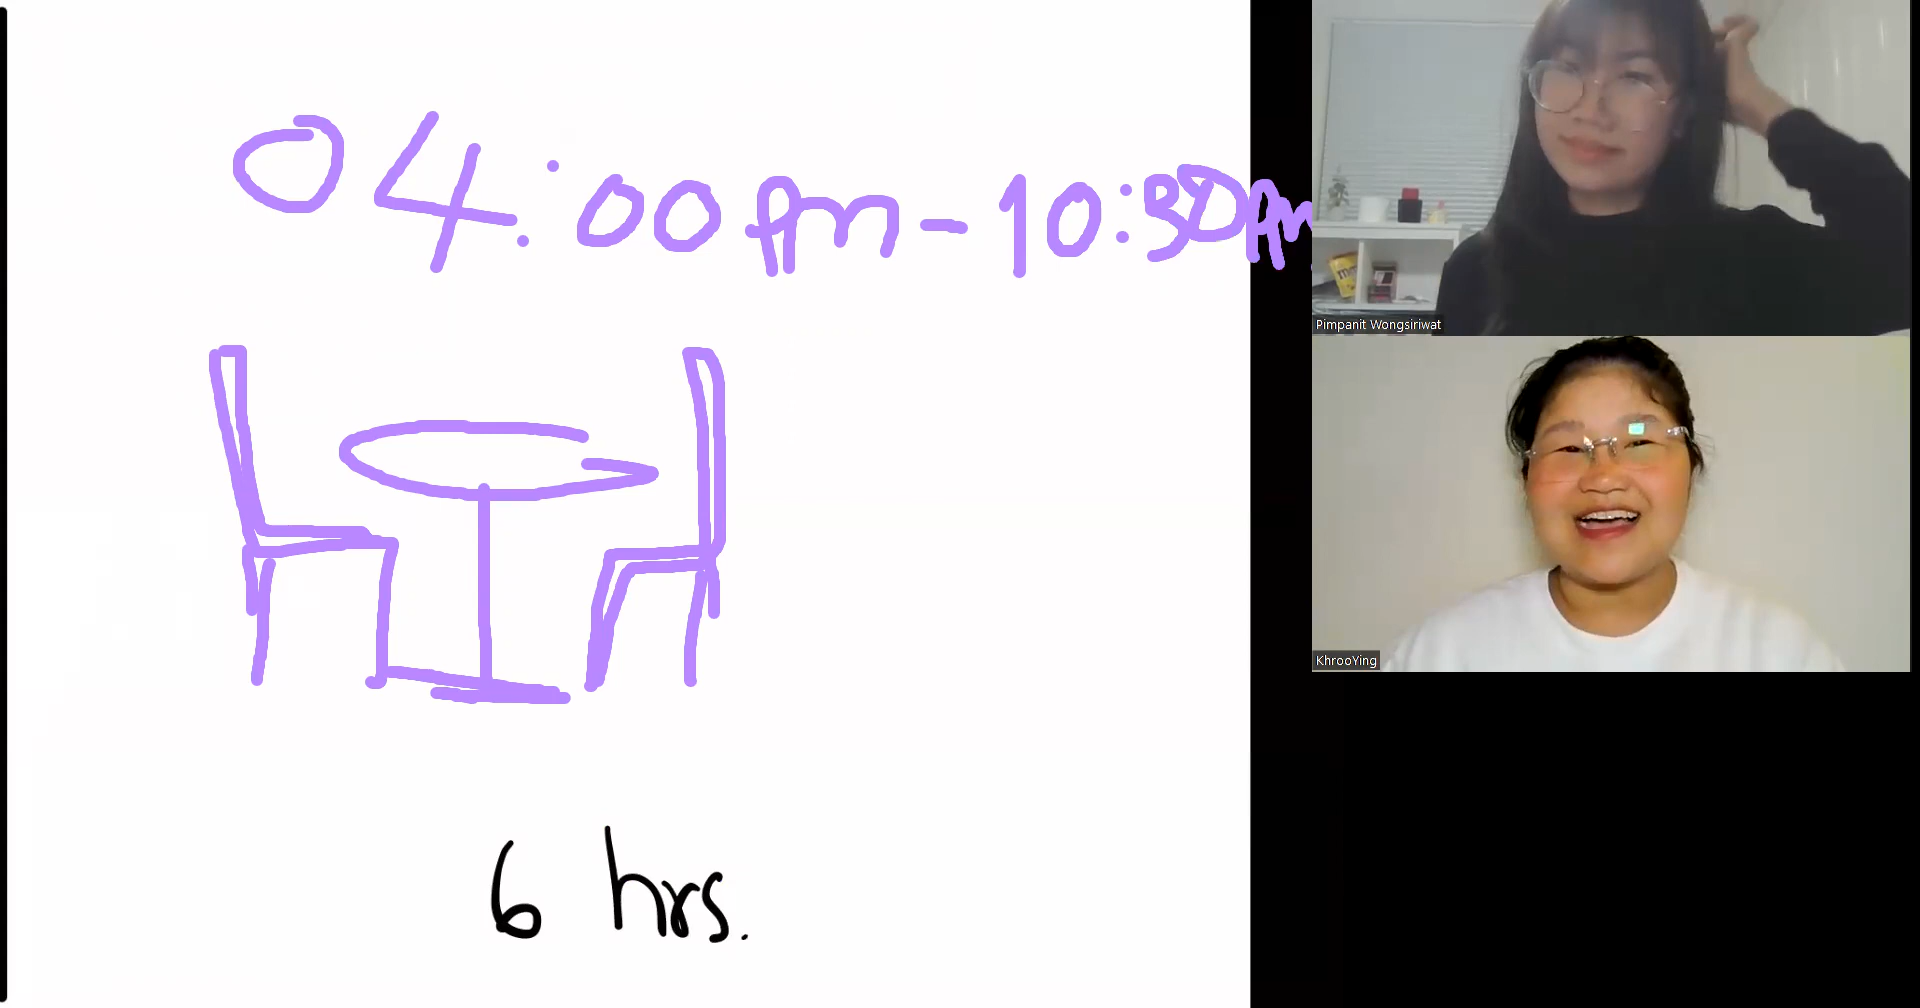 04:00 pm - 10:30 pm
6 hrs.
Pimpanit Wongsiriwat
KhrooYing